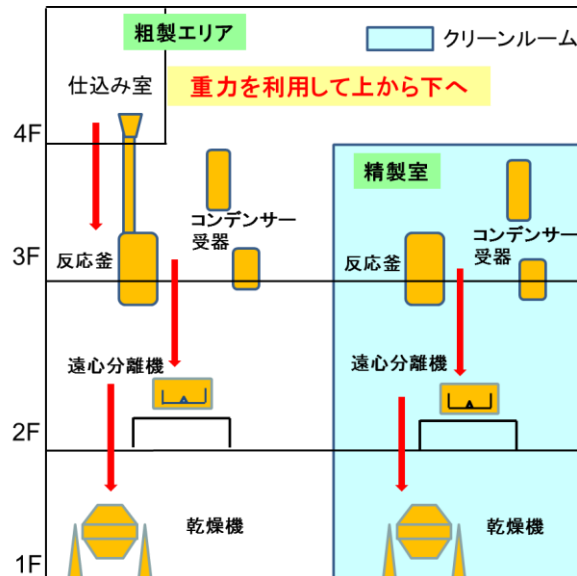 粗製エリア
クリーンルーム
仕込み室
重力を利用して上から下へ
4F
精製室
コンデンサー
受器
コンデンサー
受器
3F
反応釜
反応釜
遠心分離機
遠心分離機
2F
乾燥機
乾燥機
1F